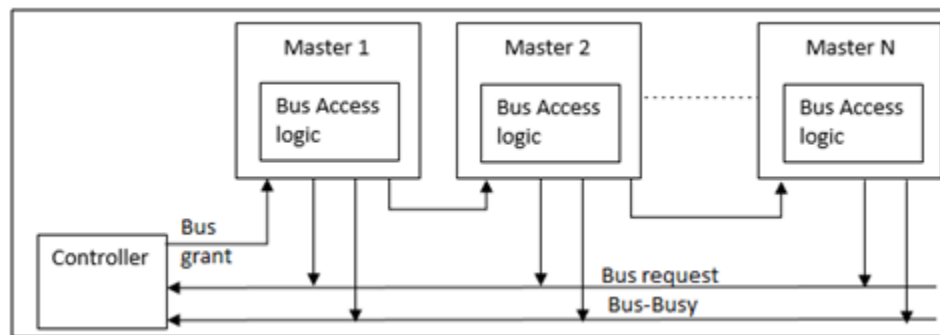 Master 1
Master 2
Master N
Bus Access
logic
Bus Access
logic
Bus Access
logic
Bus
grant
Controller
Bus request
Bus-Busy